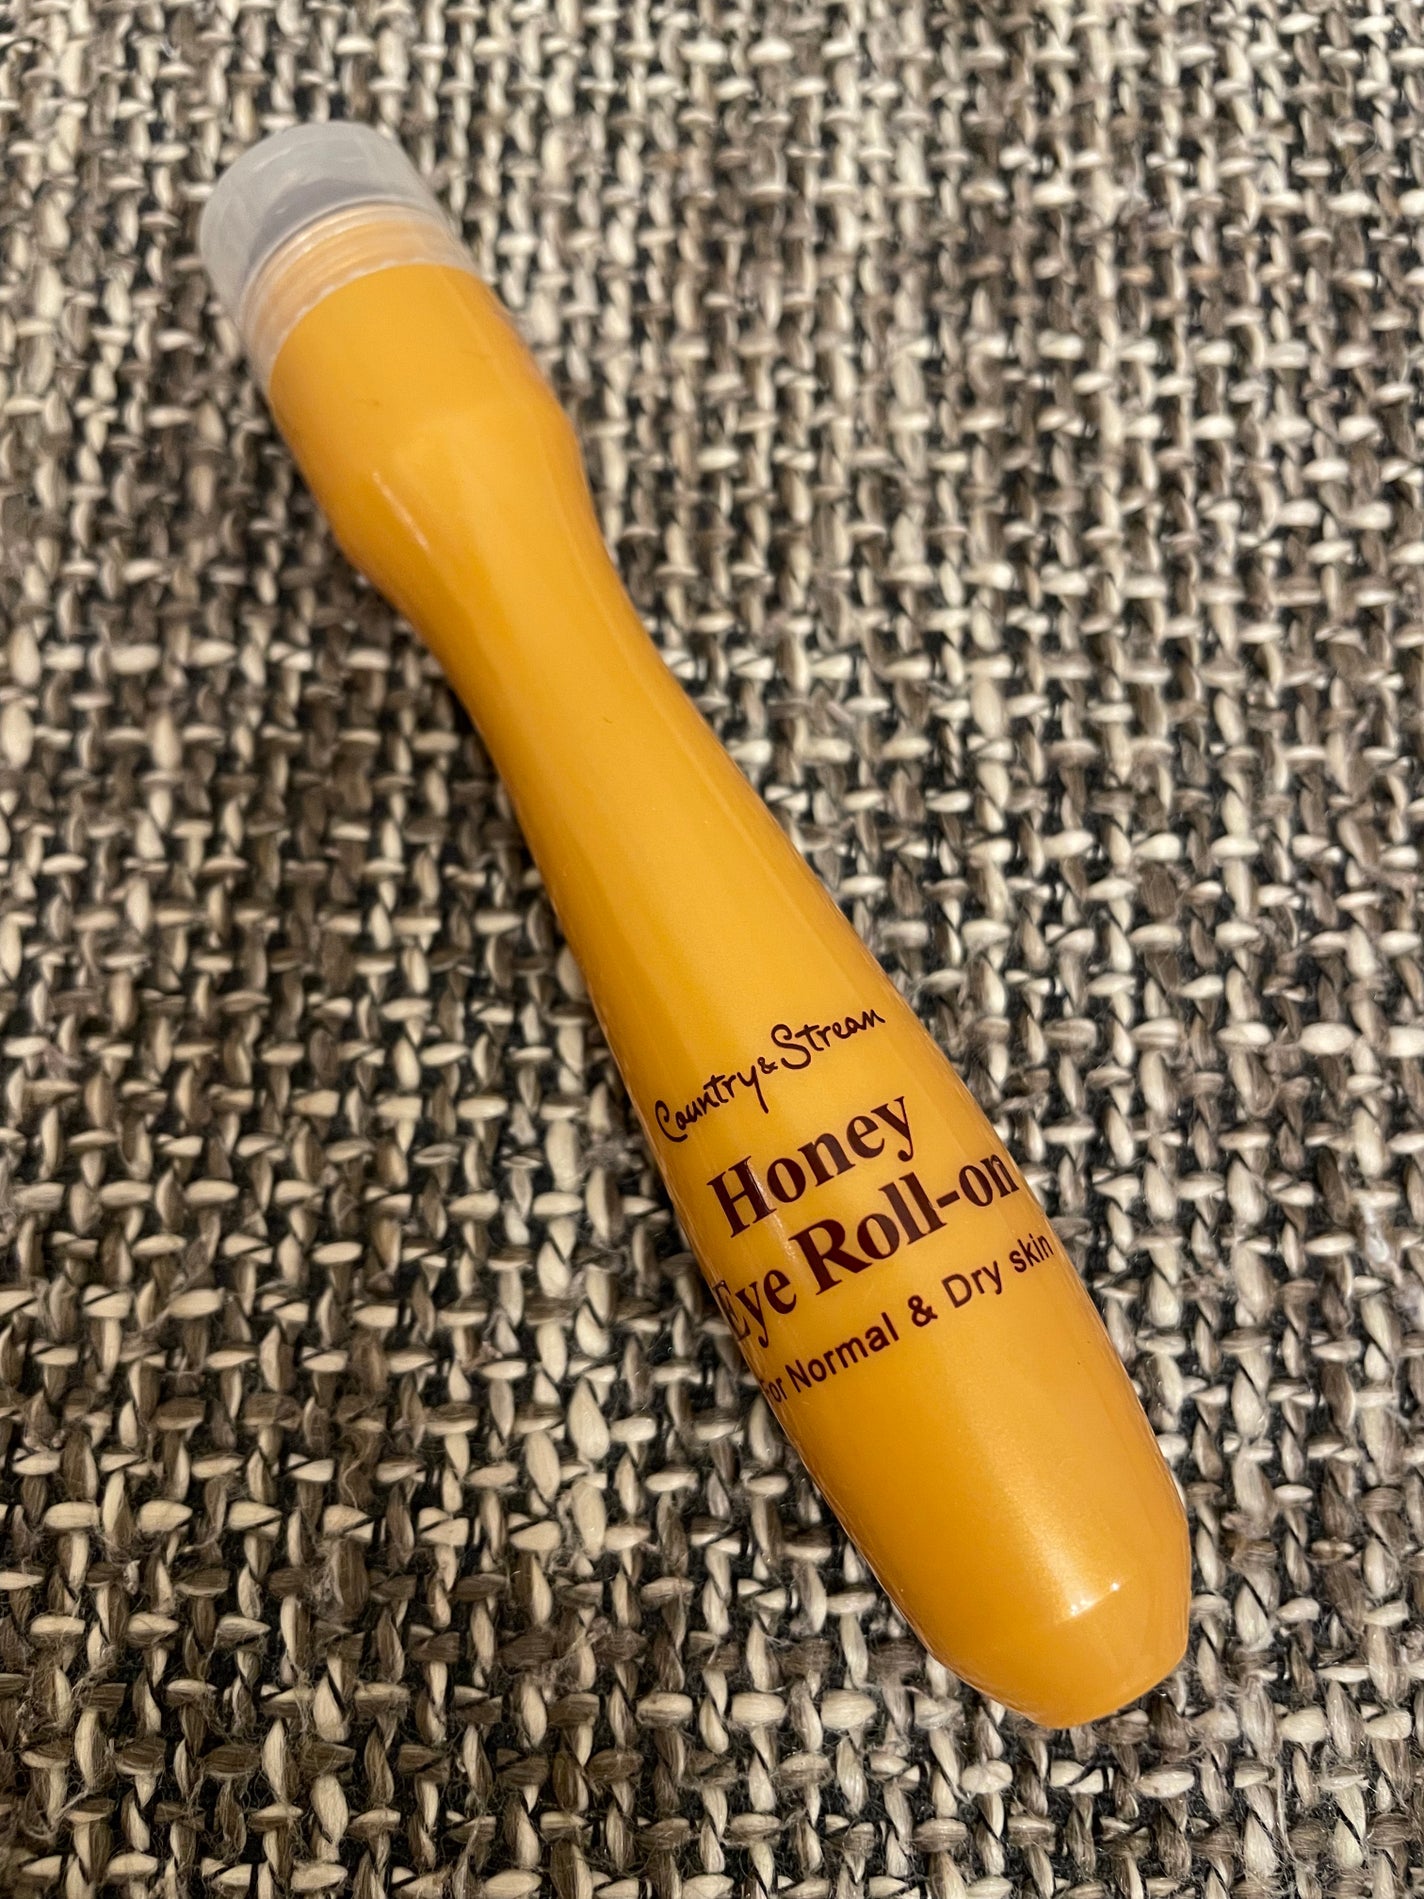 Country & Stream
Honey
Eye Roll-on
For Normal & Dry skin